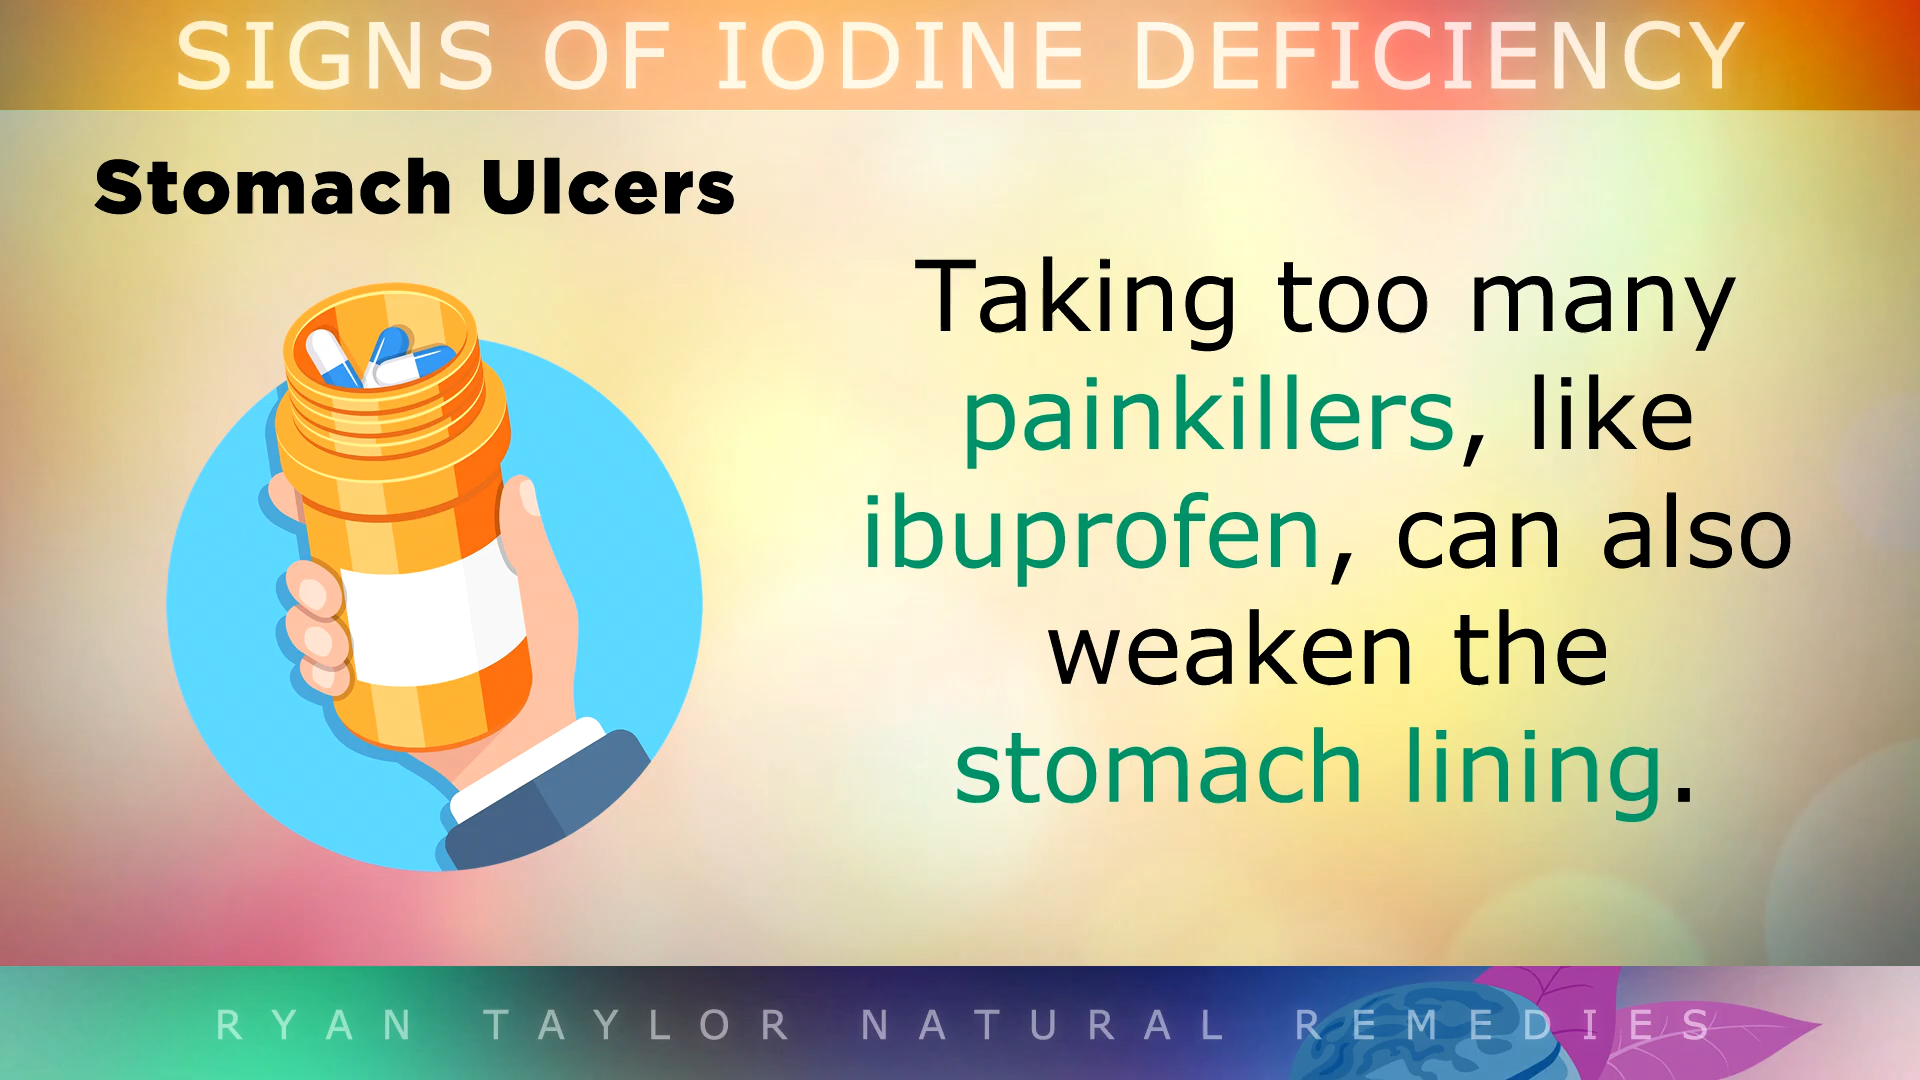 SIGNS OF IODINE DEFICIENCY
Stomach Ulcers
Taking too many
painkillers, like
ibuprofen, can also
weaken the
stomach lining.
RYAN TAYLOR NATURAL REMEDIES